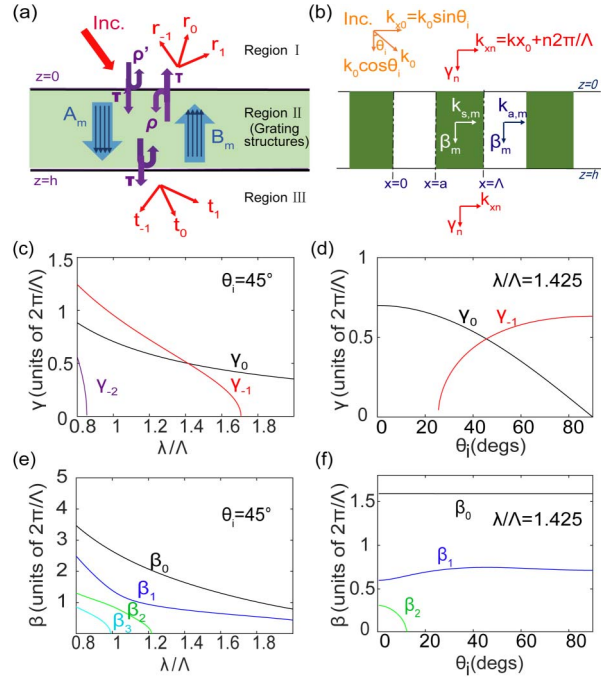 (a)
Inc.
r₋₁
r₀
r₁
Region I
ρ'
τ
z=0
τ
Aₘ
ρ
Bₘ
Region II
(Grating
structures)
z=h
τ
t₋₁
t₀
t₁
Region III
(b)
Inc.
kₓ₀=k₀sinθᵢ
θᵢ
k₀
k₀cosθᵢ
kₓₙ=kx₀+n2π/Λ
γₙ
z=0
kₛ,ₘ
kₐ,ₘ
βₘ
βₘ
z=h
x=0
x=a
x=Λ
kₓₙ
γₙ
(c)
γ (units of 2π/Λ)
1.5
1
0.5
0
θᵢ=45°
γ₀
γ₋₁
γ₋₂
0.8
1
1.2
1.4
1.6
1.8
λ/Λ
(d)
γ (units of 2π/Λ)
1
0.5
0
λ/Λ=1.425
γ₀
γ₋₁
0
20
40
60
80
θᵢ(degs)
(e)
β (units of 2π/Λ)
5
4
3
2
1
θᵢ=45°
β₀
β₁
β₂
β₃
0.8
1
1.2
1.4
1.6
1.8
λ/Λ
(f)
β (units of 2π/Λ)
1.5
1
0.5
0
β₀
λ/Λ=1.425
β₁
β₂
0
20
40
60
80
θᵢ(degs)